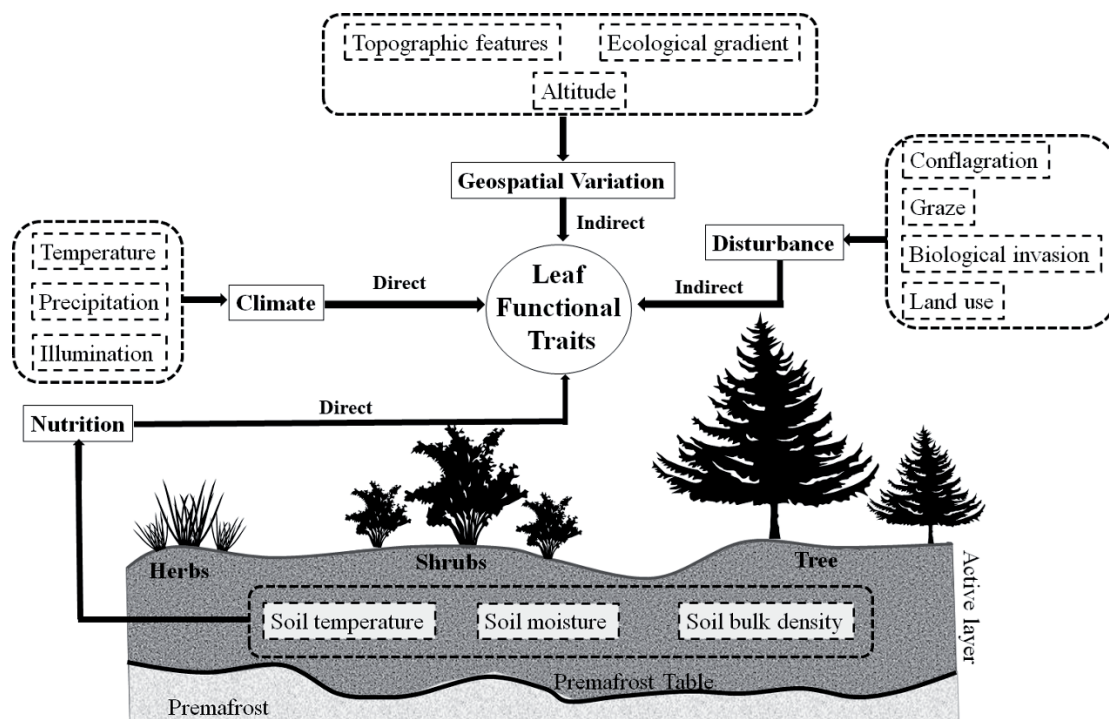 Topographic features
Ecological gradient
Altitude
Geospatial Variation
Indirect
Conflagration
Graze
Biological invasion
Land use
Disturbance
Indirect
Temperature
Precipitation
Illumination
Climate
Direct
Leaf
Functional
Traits
Nutrition
Direct
Herbs
Shrubs
Tree
Active layer
Soil temperature
Soil moisture
Soil bulk density
Premafrost Table
Premafrost